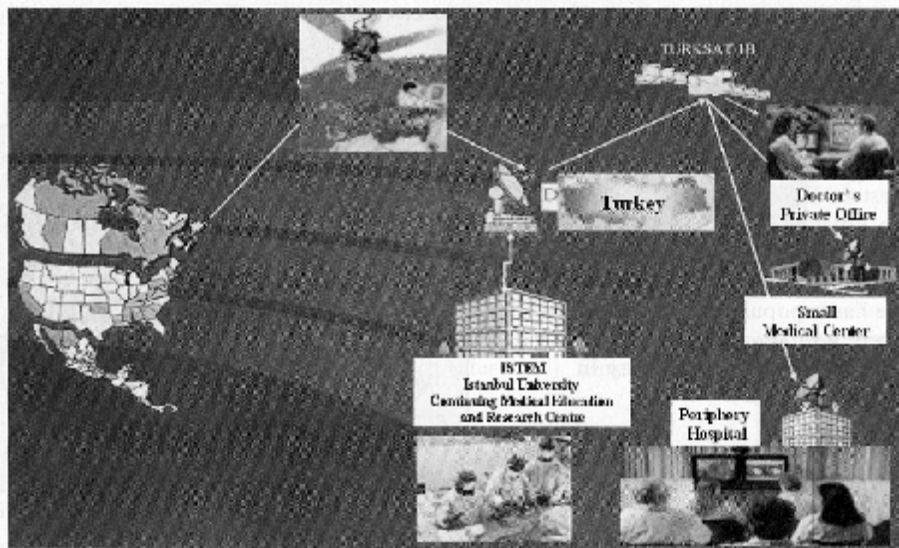 TURKSAT 1B
Turkey
Doctor's
Private Office
Small
Medical Center
ISTEM
Istanbul University
Continuing Medical Education
and Research Centre
Periphery
Hospital